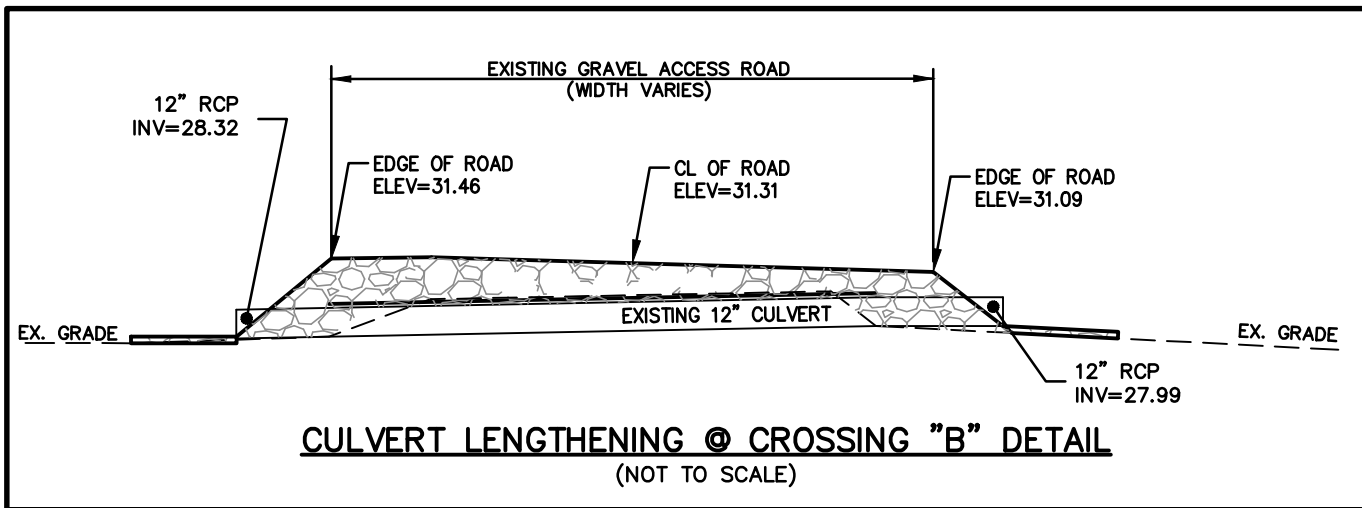 EXISTING GRAVEL ACCESS ROAD
(WIDTH VARIES)
12" RCP
INV=28.32
EDGE OF ROAD
ELEV=31.46
CL OF ROAD
ELEV=31.31
EDGE OF ROAD
ELEV=31.09
EX. GRADE
EXISTING 12" CULVERT
EX. GRADE
12" RCP
INV=27.99
CULVERT LENGTHENING @ CROSSING "B" DETAIL
(NOT TO SCALE)